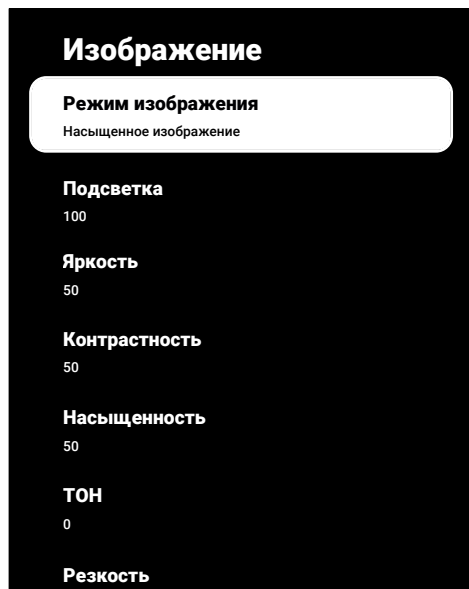 Изображение
Режим изображения
Насыщенное изображение
Подсветка
100
Яркость
50
Контрастность
50
Насыщенность
50
ТОН
0
Резкость